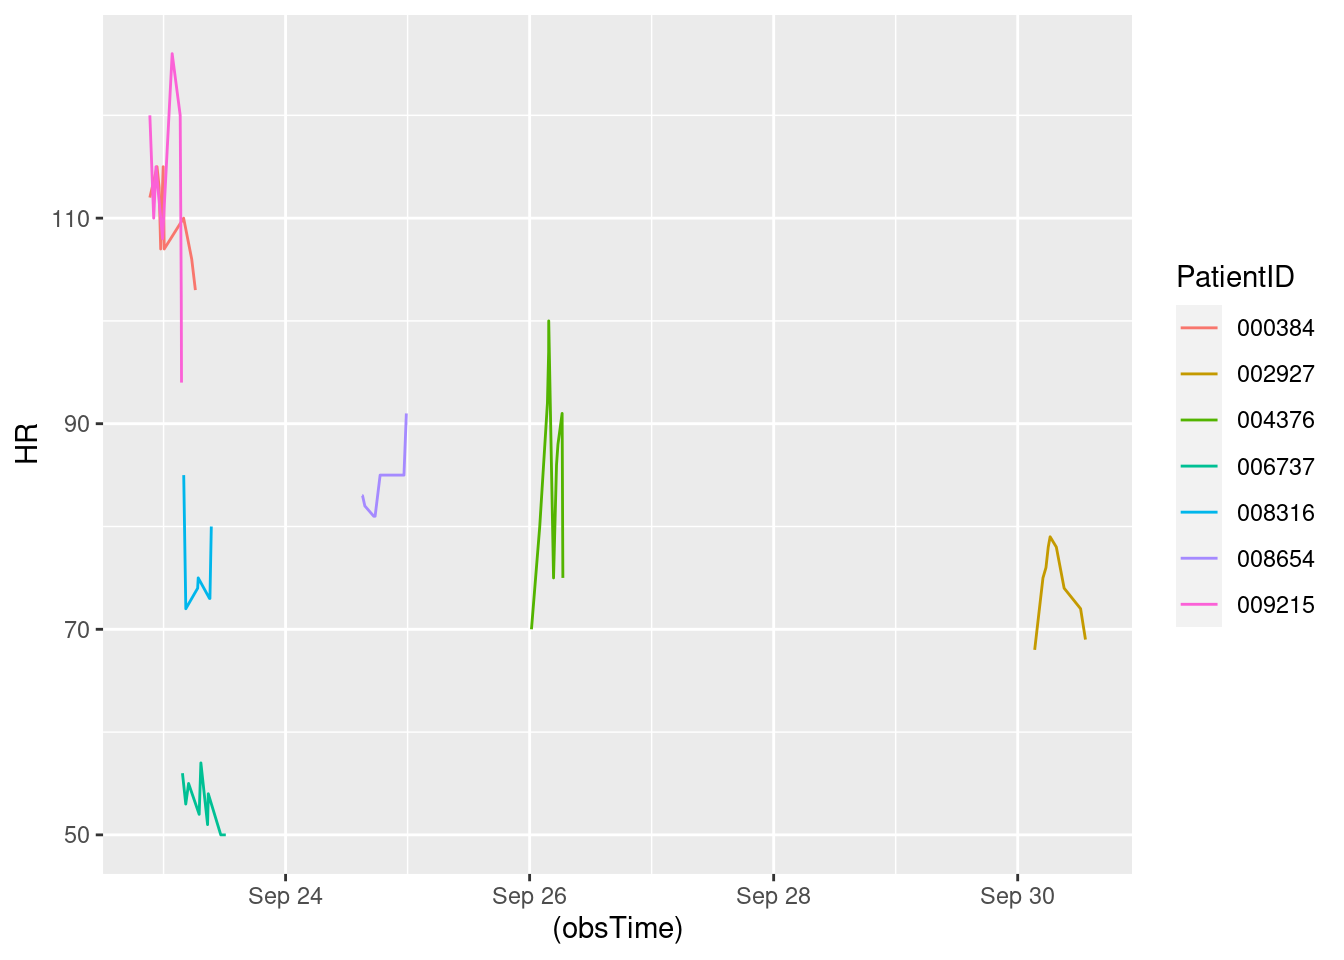 110
90
70
50
HR
Sep 24
Sep 26
Sep 28
Sep 30
(obsTime)
PatientID
000384
002927
004376
006737
008316
008654
009215